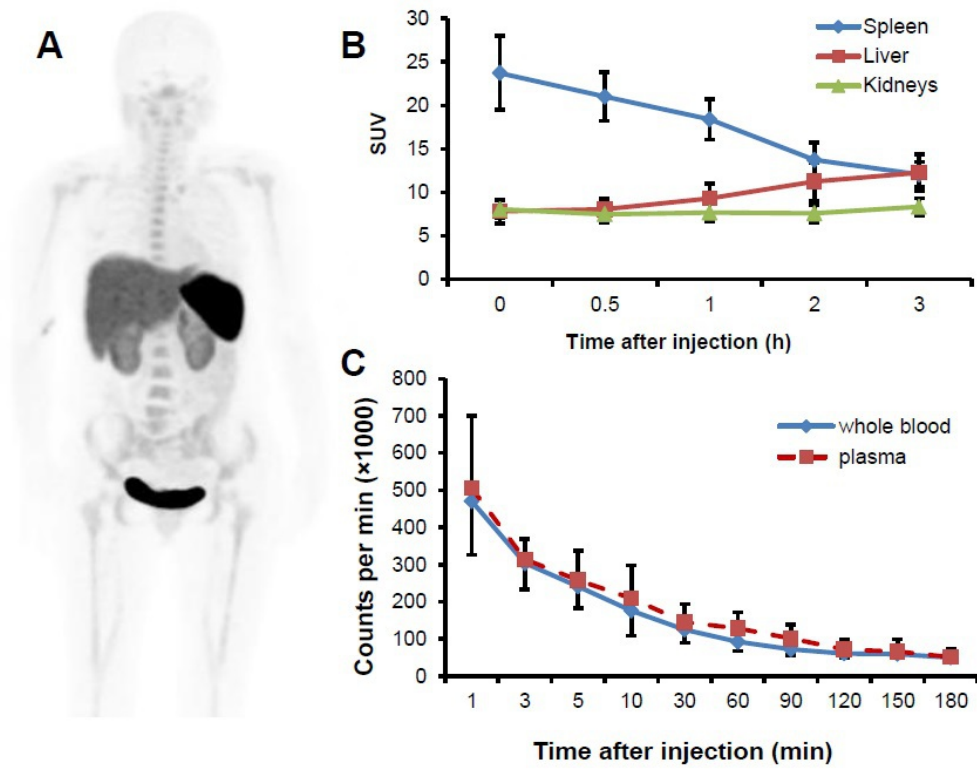 A
B
30
25
20
15
10
5
0
SUV
Spleen
Liver
Kidneys
0 0.5 1 2 3
Time after injection (h)
C
800
700
600
500
400
300
200
100
0
Counts per min (×1000)
whole blood
plasma
1 3 5 10 30 60 90 120 150 180
Time after injection (min)